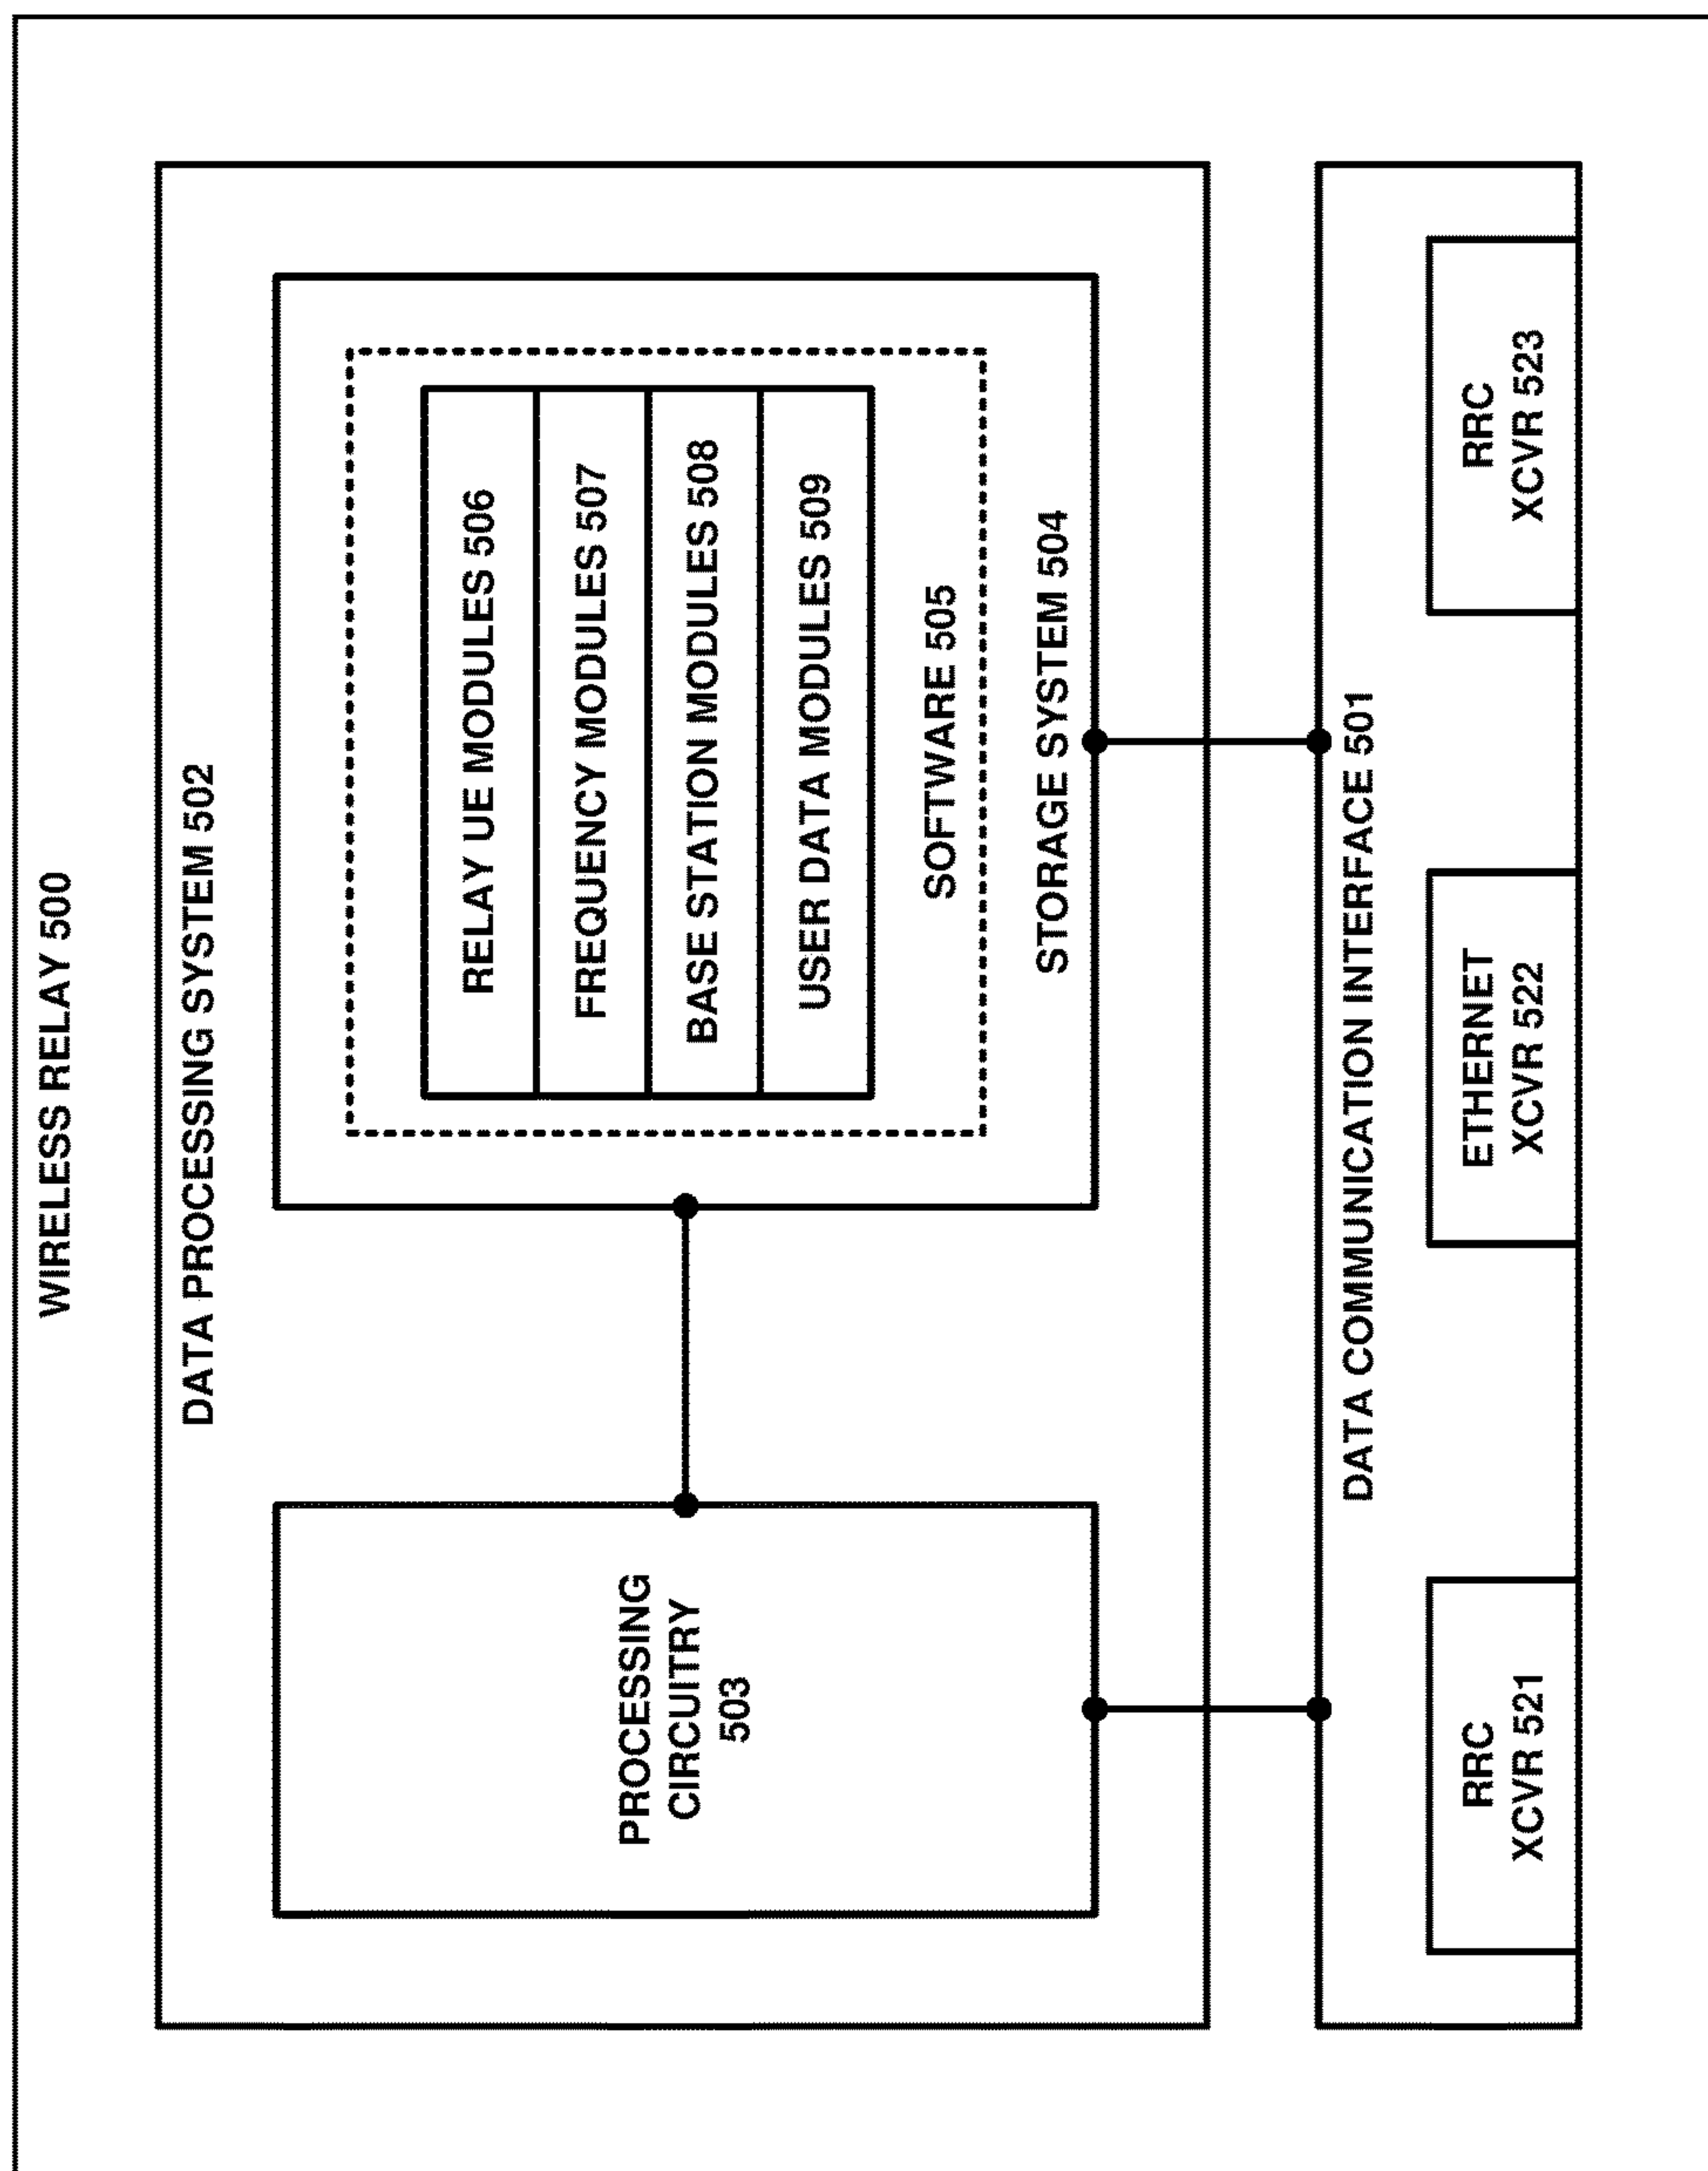 WIRELESS RELAY 500
DATA PROCESSING SYSTEM 502
PROCESSING
CIRCUITRY
503
RELAY UE MODULES 506
FREQUENCY MODULES 507
BASE STATION MODULES 508
USER DATA MODULES 509
SOFTWARE 505
STORAGE SYSTEM 504
DATA COMMUNICATION INTERFACE 501
RRC
XCVR 521
ETHERNET
XCVR 522
RRC
XCVR 523